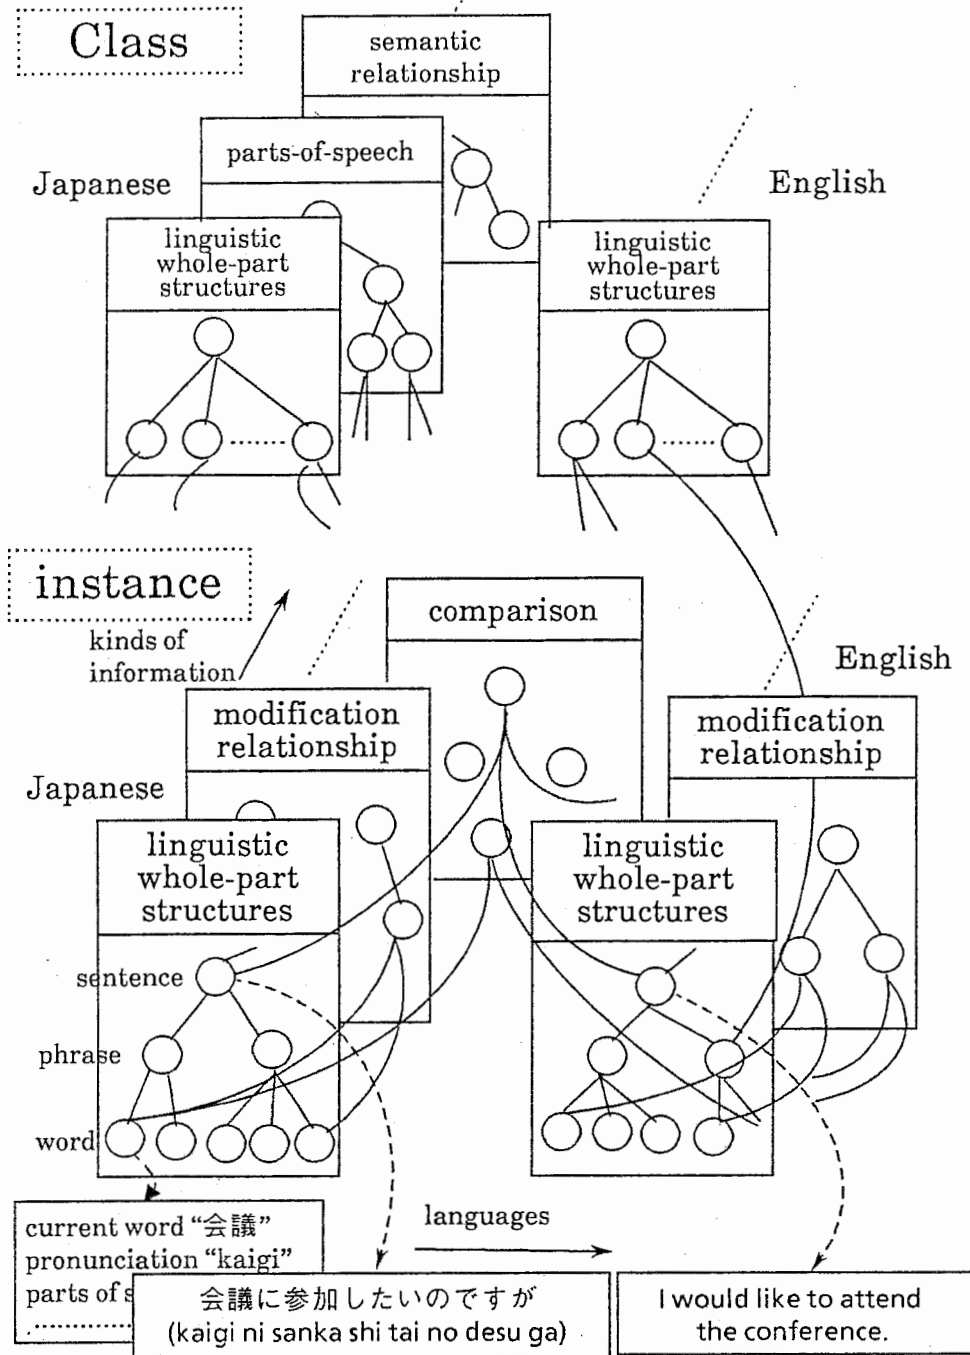 Class
semantic
relationship
parts-of-speech
Japanese
English
linguistic
whole-part
structures
linguistic
whole-part
structures
instance
kinds of
information
comparison
English
modification
relationship
modification
relationship
Japanese
linguistic
whole-part
structures
linguistic
whole-part
structures
sentence
phrase
word
current word “会議”
pronunciation “kaigi”
parts of s
languages
会議に参加したいのですが
(kaigi ni sanka shi tai no desu ga)
I would like to attend
the conference.